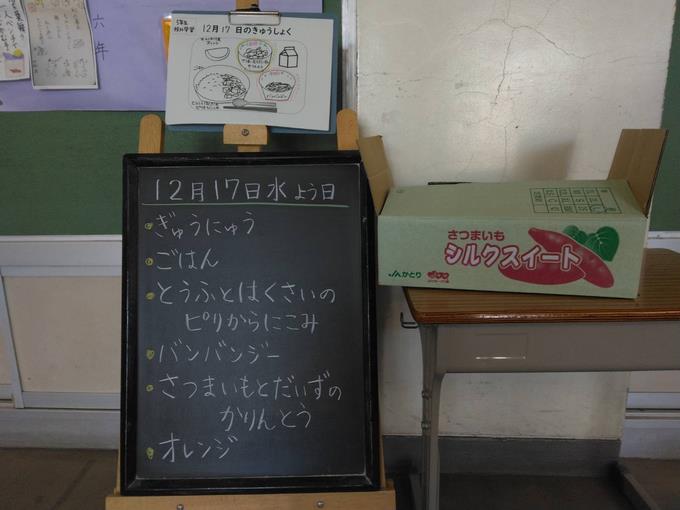 六年
12月17日のきゅうしょく
12月17日水よう日
ぎゅうにゅう
ごはん
とうふとはくさいの
ピリからにこみ
バンバンジー
さつまいもとだいずの
かりんとう
オレンジ
さつまいも
シルクスイート
JAかとり